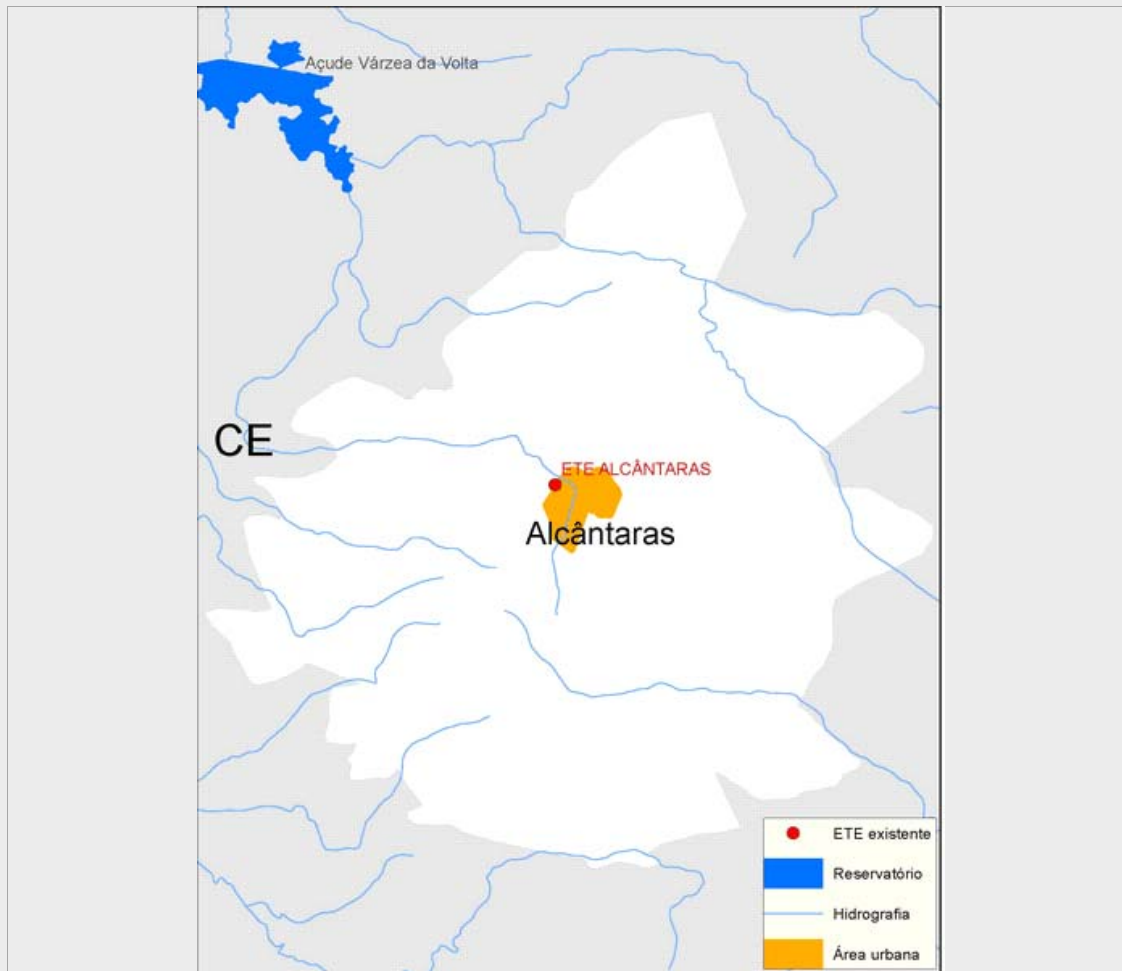 Açude Várzea da Volta
CE
ETE ALCÂNTARAS
Alcântaras
ETE existente
Reservatório
Hidrografia
Área urbana